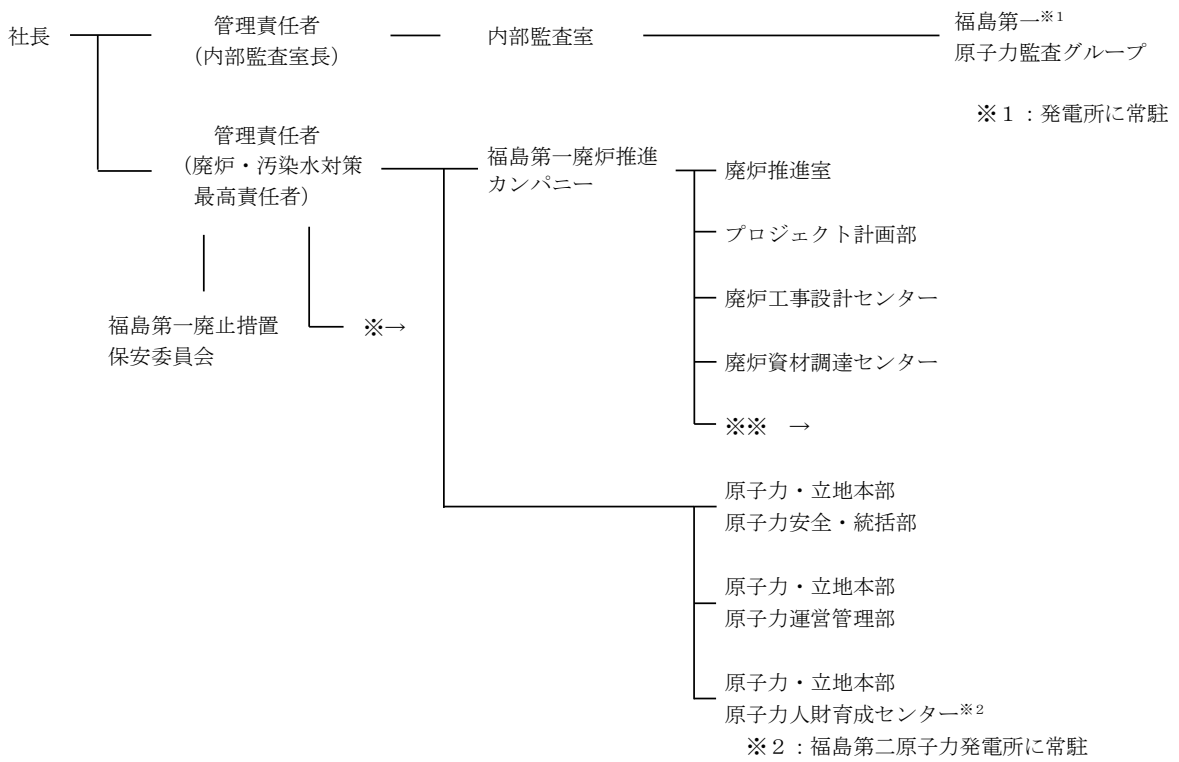 社長
管理責任者
(内部監査室長)
内部監査室
福島第一※1
原子力監査グループ
※1:発電所に常駐
管理責任者
(廃炉・汚染水対策
最高責任者)
福島第一廃炉推進
カンパニー
廃炉推進室
プロジェクト計画部
廃炉工事設計センター
福島第一廃止措置
保安委員会
※→
廃炉資材調達センター
※※ →
原子力・立地本部
原子力安全・統括部
原子力・立地本部
原子力運営管理部
原子力・立地本部
原子力人財育成センター※2
※2:福島第二原子力発電所に常駐